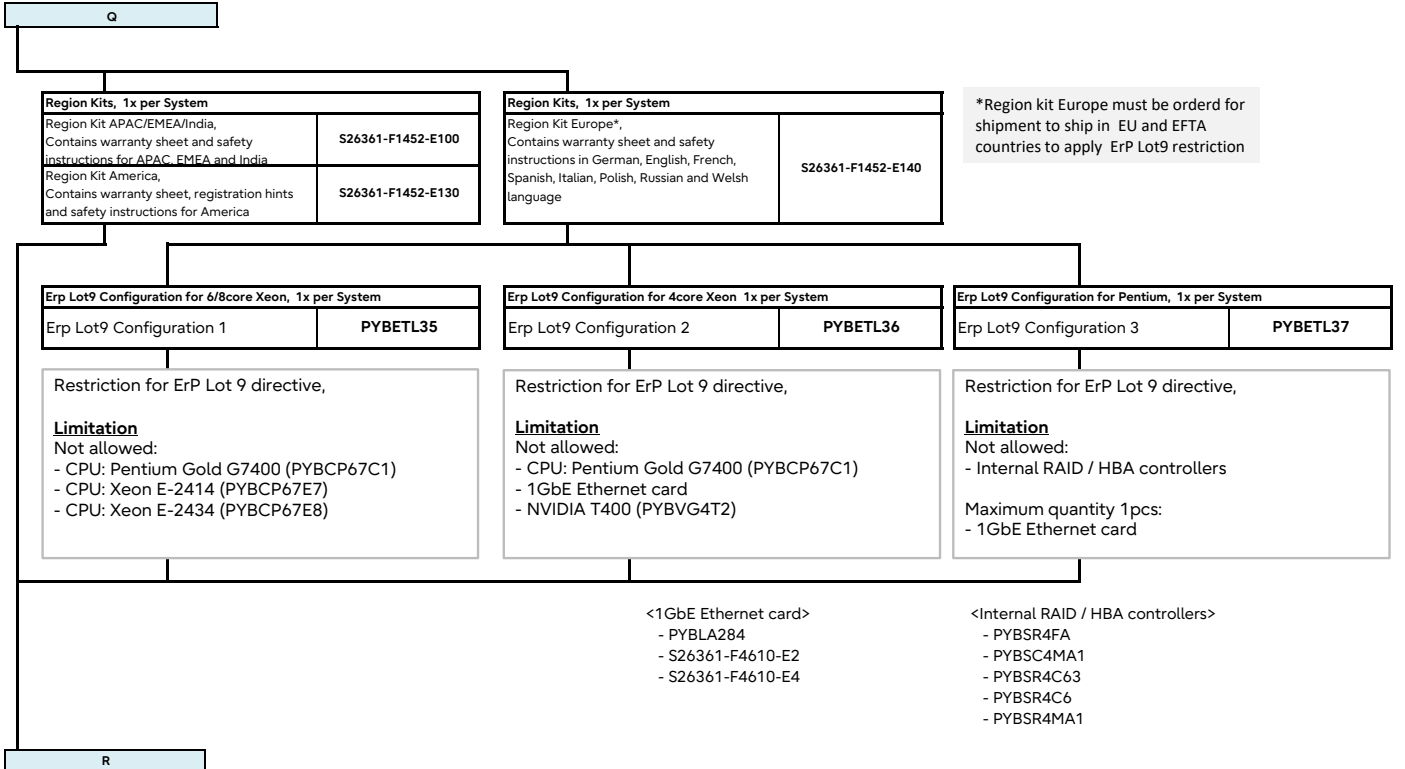 Q
Region Kits, 1x per System
Region Kit APAC/EMEA/India,
Contains warranty sheet and safety
instructions for APAC, EMEA and India
S26361-F1452-E100
Region Kit America,
Contains warranty sheet, registration hints
and safety instructions for America
S26361-F1452-E130
Region Kits, 1x per System
Region Kit Europe*,
Contains warranty sheet and safety
instructions in German, English, French,
Spanish, Italian, Polish, Russian and Welsh
language
S26361-F1452-E140
*Region kit Europe must be orderd for
shipment to ship in EU and EFTA
countries to apply ErP Lot9 restriction
Erp Lot9 Configuration for 6/8core Xeon, 1x per System
Erp Lot9 Configuration 1
PYBETL35
Erp Lot9 Configuration for 4core Xeon 1x per System
Erp Lot9 Configuration 2
PYBETL36
Erp Lot9 Configuration for Pentium, 1x per System
Erp Lot9 Configuration 3
PYBETL37
Restriction for ErP Lot 9 directive,
Limitation
Not allowed:
- CPU: Pentium Gold G7400 (PYBCP67C1)
- CPU: Xeon E-2414 (PYBCP67E7)
- CPU: Xeon E-2434 (PYBCP67E8)
Restriction for ErP Lot 9 directive,
Limitation
Not allowed:
- CPU: Pentium Gold G7400 (PYBCP67C1)
- 1GbE Ethernet card
- NVIDIA T400 (PYBVG4T2)
Restriction for ErP Lot 9 directive,
Limitation
Not allowed:
- Internal RAID / HBA controllers
Maximum quantity 1pcs:
- 1GbE Ethernet card
<1GbE Ethernet card>
- PYBLA284
- S26361-F4610-E2
- S26361-F4610-E4
<Internal RAID / HBA controllers>
- PYBSR4FA
- PYBSC4MA1
- PYBSR4C63
- PYBSR4C6
- PYBSR4MA1
R